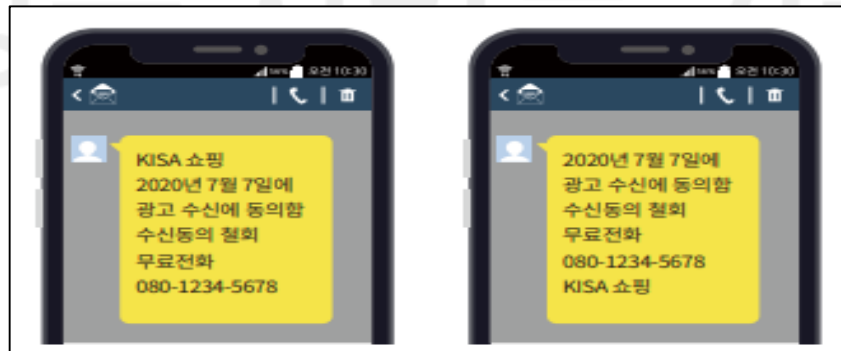 오전 10:30
KISA 쇼핑
2020년 7월 7일에
광고 수신에 동의함
수신동의 철회
무료전화
080-1234-5678
오전 10:30
2020년 7월 7일에
광고 수신에 동의함
수신동의 철회
무료전화
080-1234-5678
KISA 쇼핑